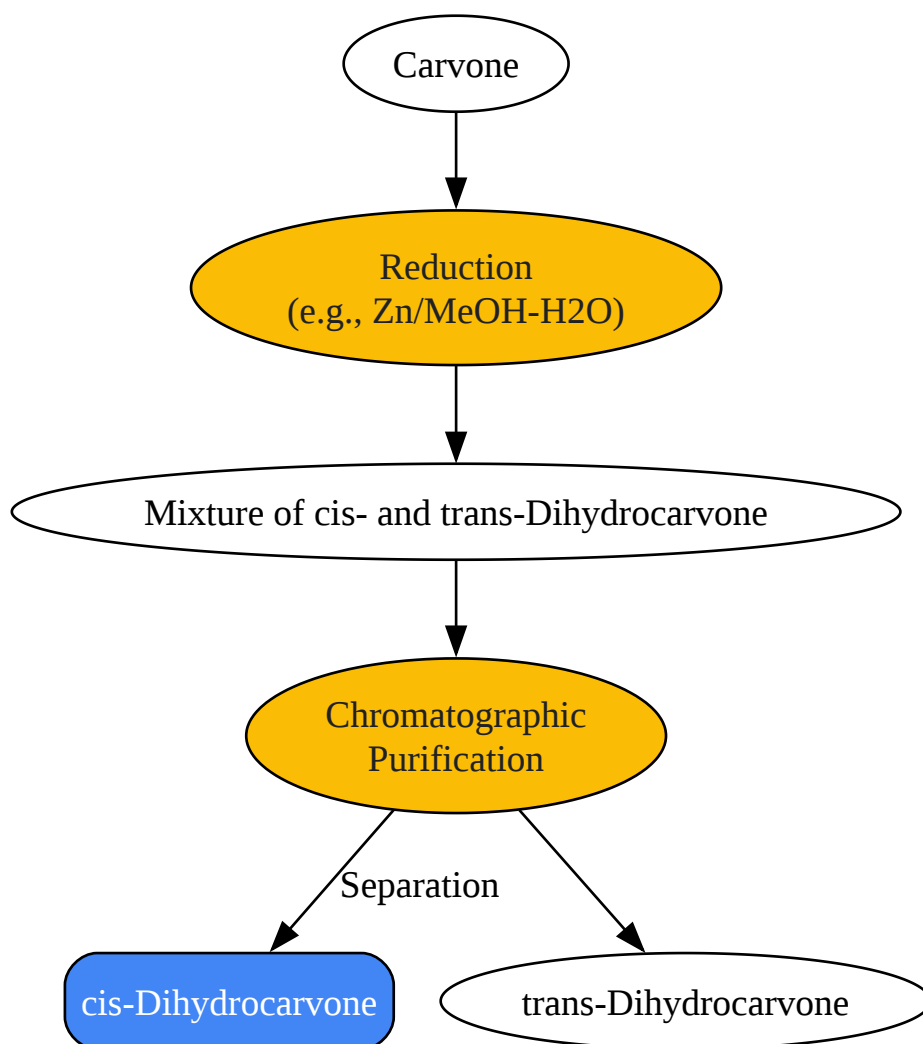 Carvone
Reduction
(e.g., Zn/MeOH-H2O)
Mixture of cis- and trans-Dihydrocarvone
Chromatographic
Purification
Separation
cis-Dihydrocarvone
trans-Dihydrocarvone